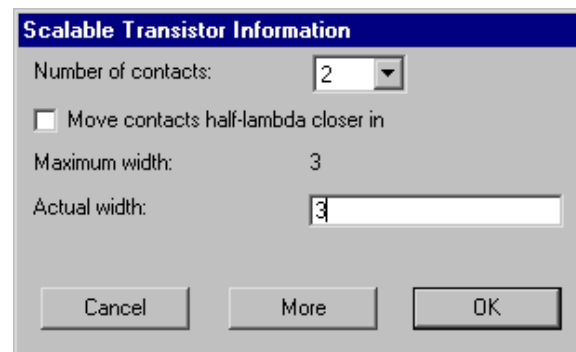 Scalable Transistor Information
Number of contacts: 2
Move contacts half-lambda closer in
Maximum width: 3
Actual width: 3
Cancel More OK